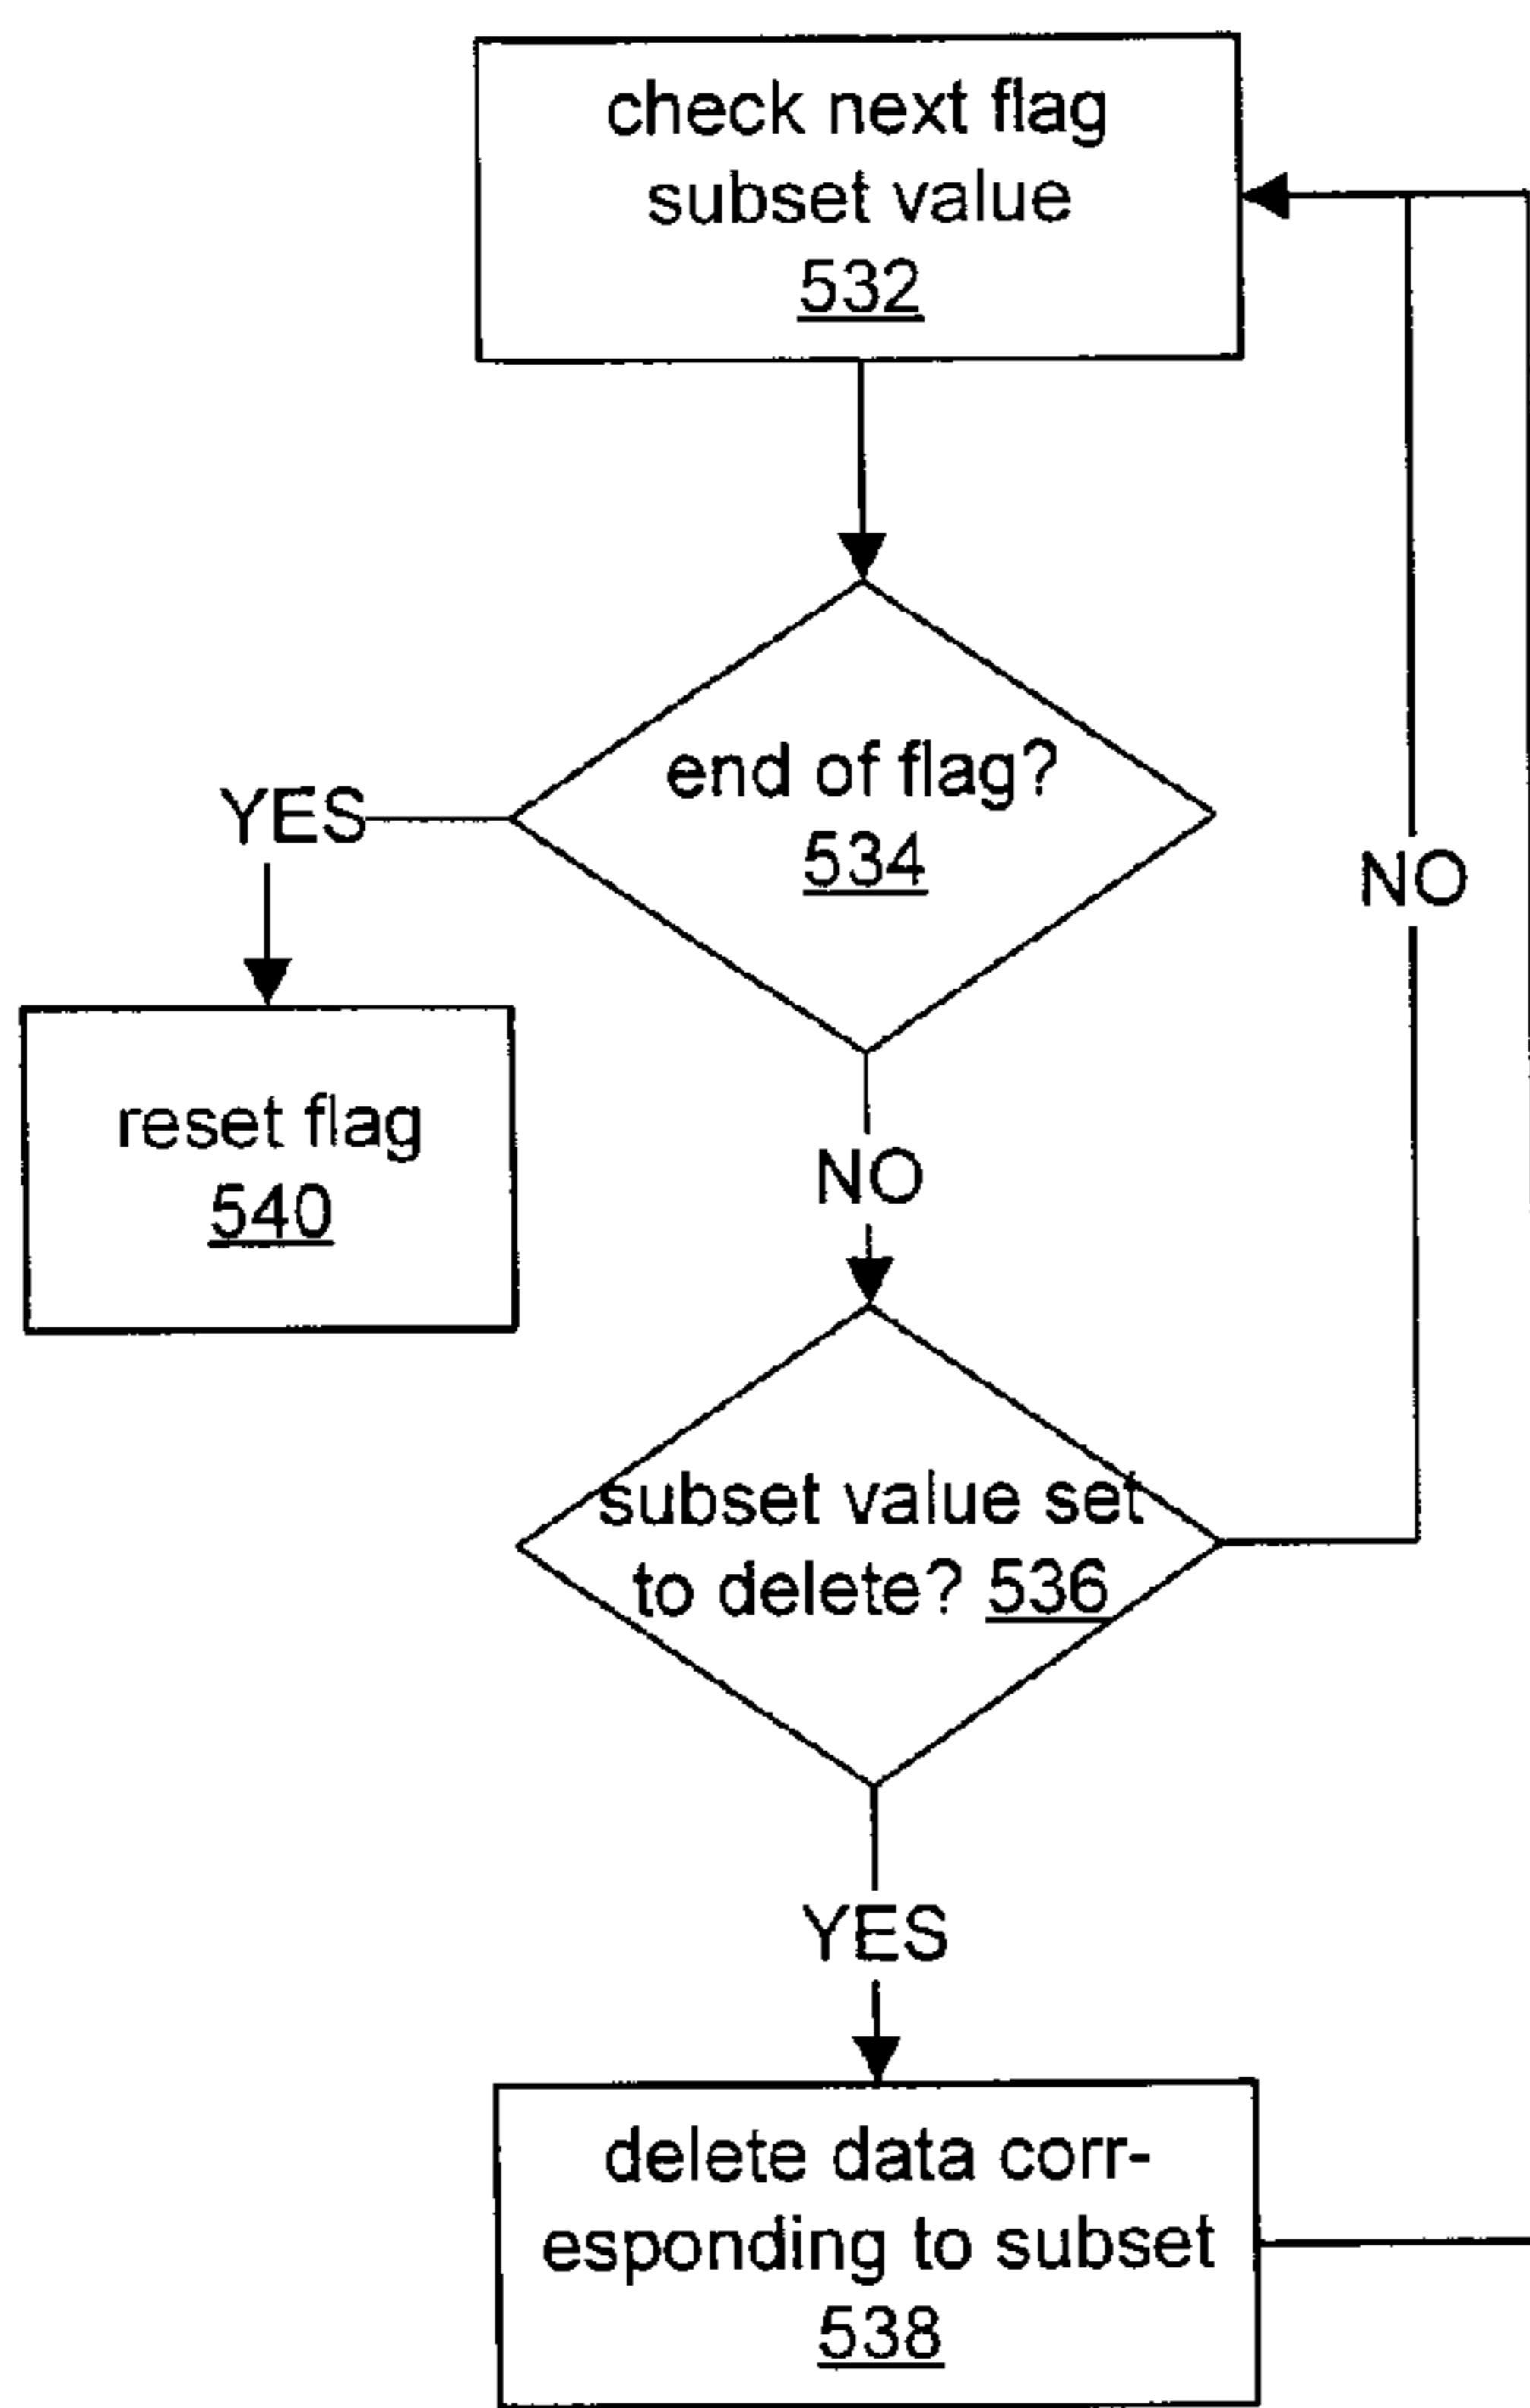 check next flag
subset value
532
end of flag?
534
YES
NO
reset flag
540
NO
subset value set
to delete? 536
YES
delete data corr-
esponding to subset
538